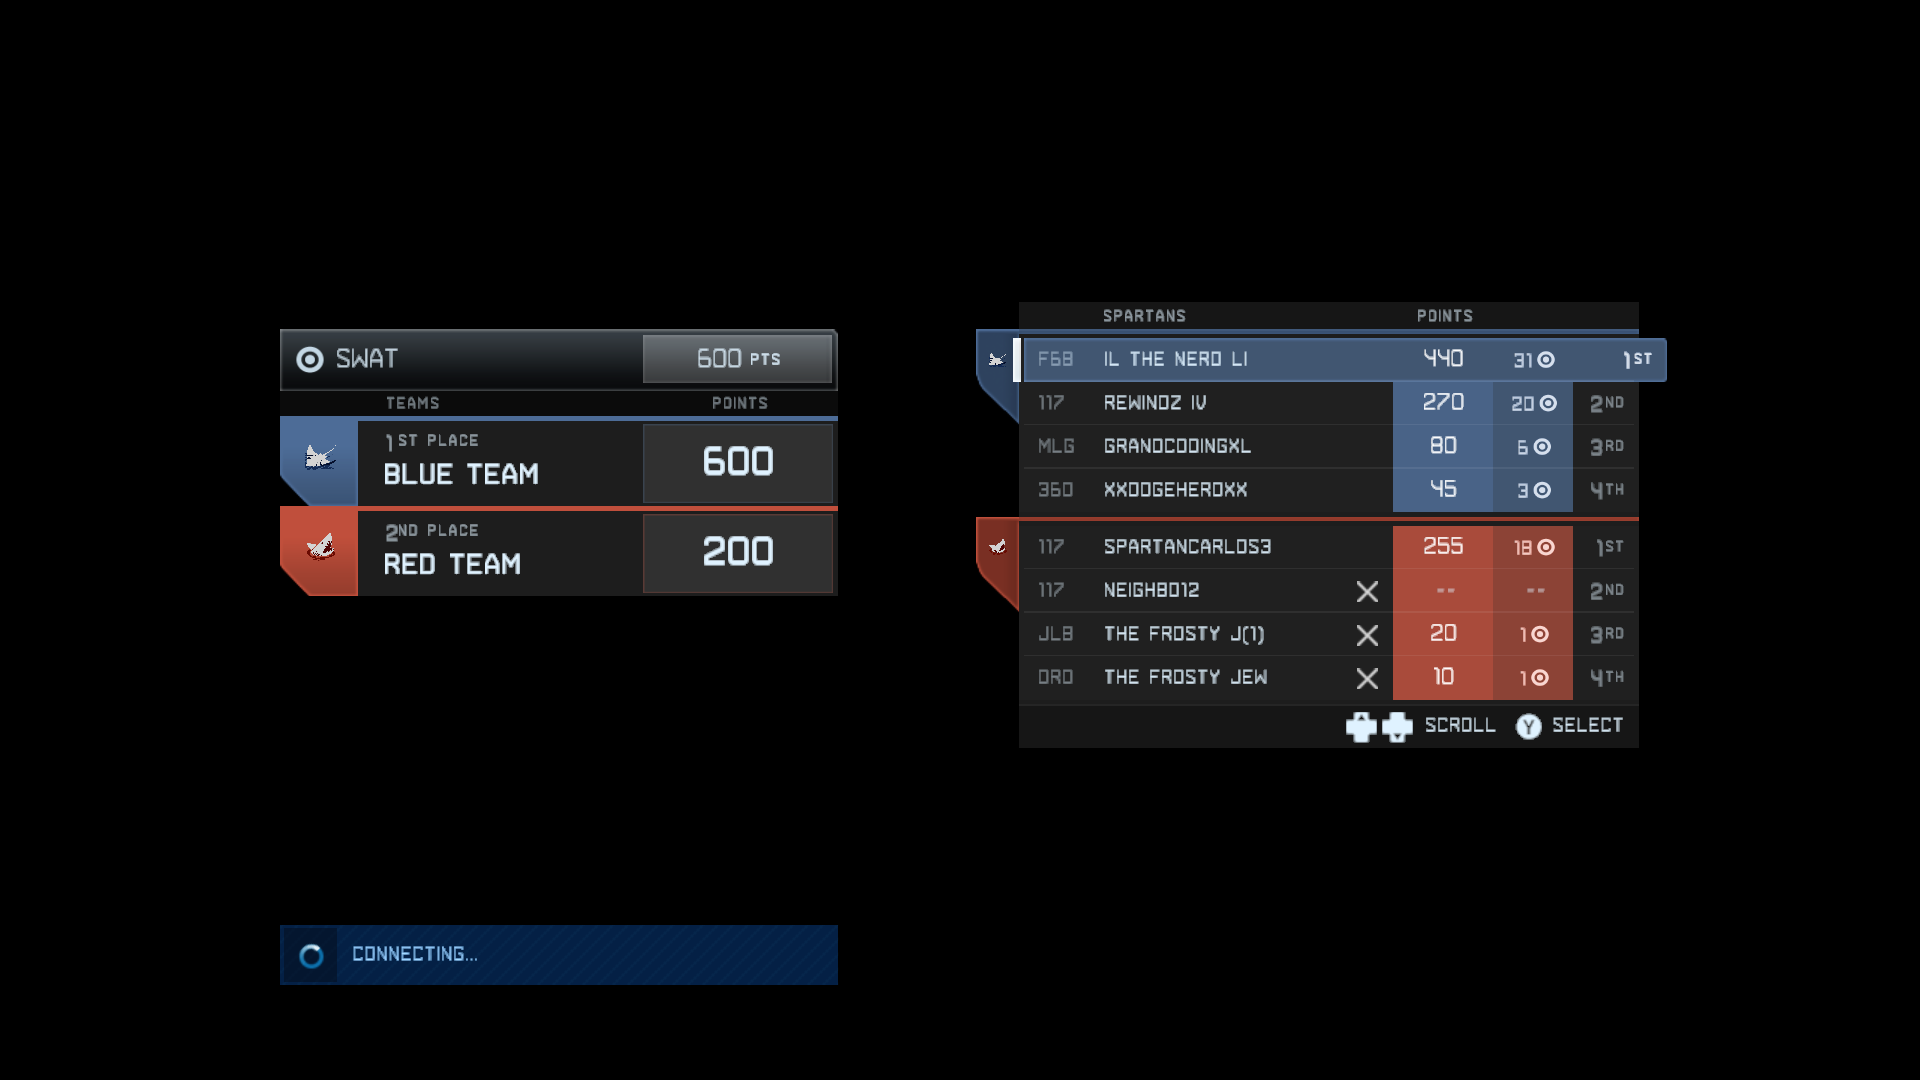 SWAT 600 PTS
TEAMS POINTS
1ST PLACE
BLUE TEAM 600
2ND PLACE
RED TEAM 200
CONNECTING...
SPARTANS POINTS
F68 IL THE NERD LI 440 31 1ST
117 REWINDZ IV 270 20 2ND
MLG GRANDCODINGXL 80 6 3RD
360 XXDOGEHEROXX 45 3 4TH
117 SPARTANCARLOS3 255 18 1ST
117 NEIGHBO12 -- -- 2ND
JLB THE FROSTY J(1) 20 1 3RD
ORO THE FROSTY JEW 10 1 4TH
SCROLL Y SELECT